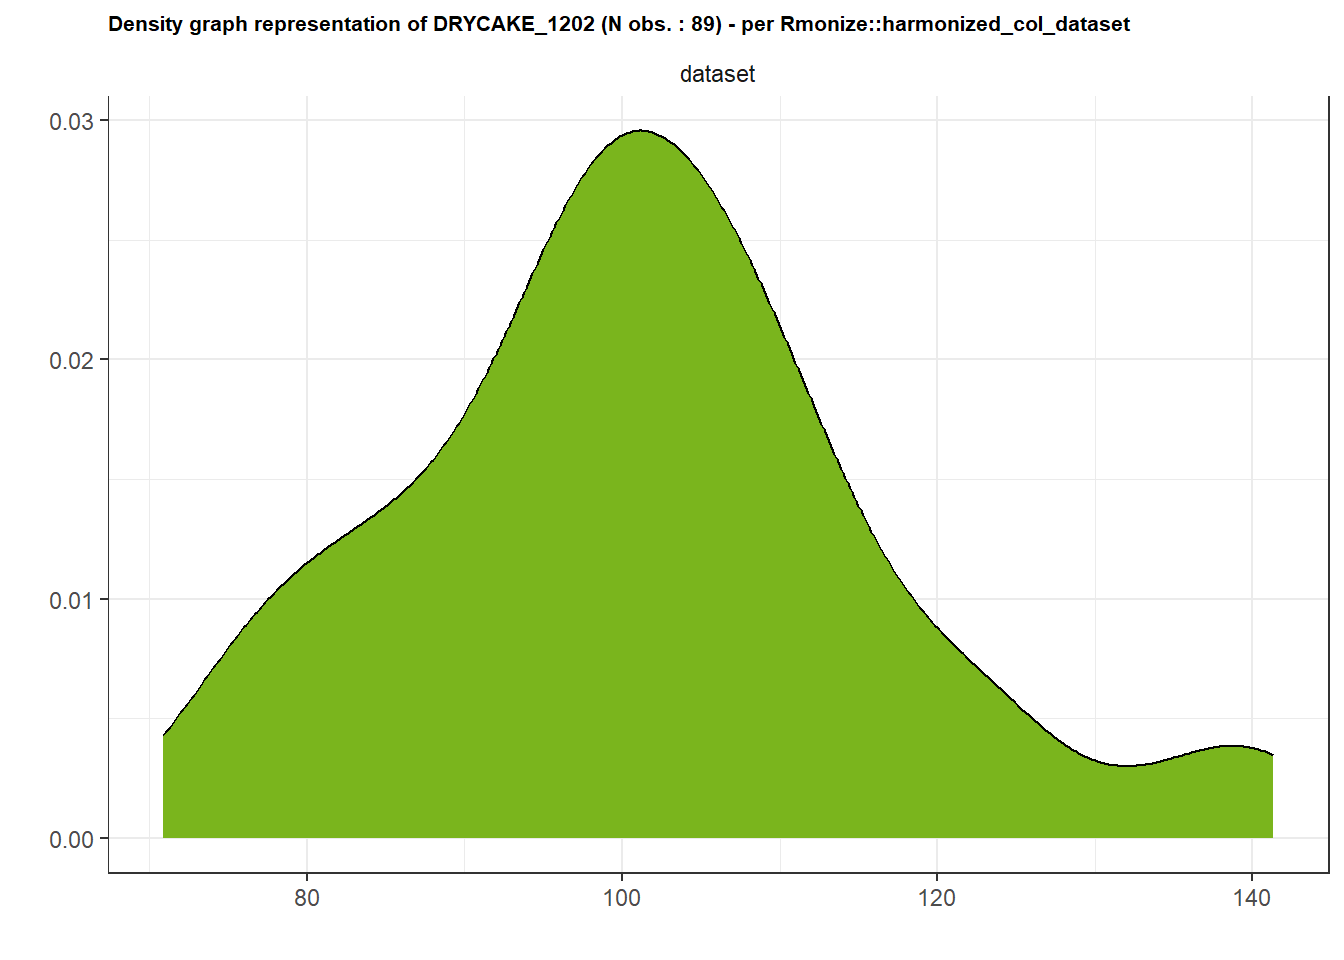 Density graph representation of DRYCAKE_1202 (N obs. : 89) - per Rmonize::harmonized_col_dataset
dataset
0.03
0.02
0.01
0.00
80 100 120 140